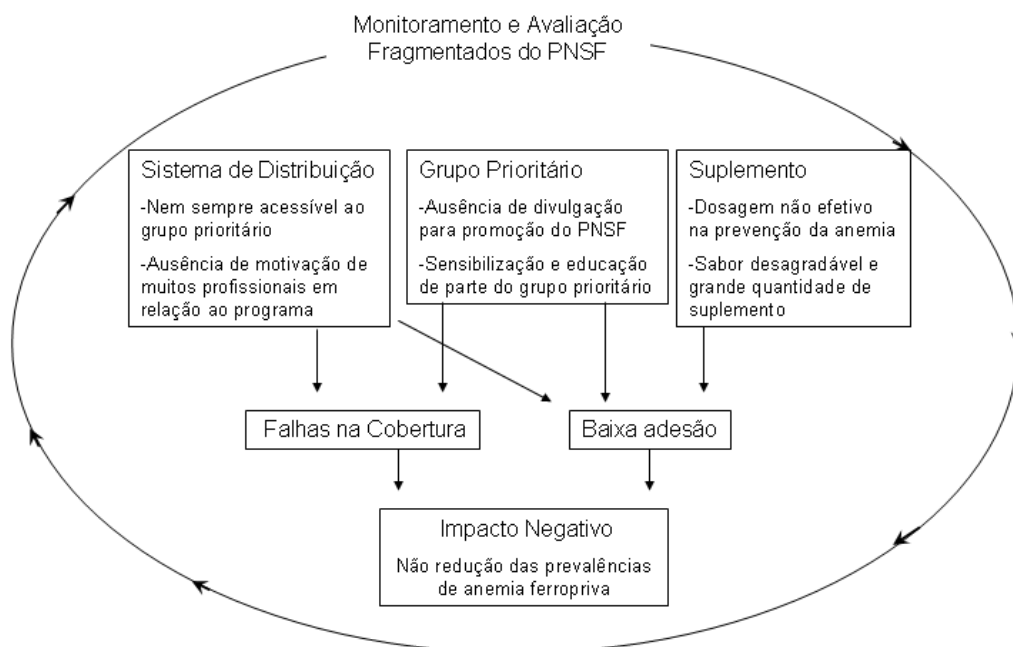 Monitoramento e Avaliação
Fragmentados do PNSF
Sistema de Distribuição
-Nem sempre acessível ao
grupo prioritário
-Ausência de motivação de
muitos profissionais em
relação ao programa
Grupo Prioritário
-Ausência de divulgação
para promoção do PNSF
-Sensibilização e educação
de parte do grupo prioritário
Suplemento
-Dosagem não efetivo
na prevenção da anemia
-Sabor desagradável e
grande quantidade de
suplemento
Falhas na Cobertura
Baixa adesão
Impacto Negativo
Não redução das prevalências
de anemia ferropriva